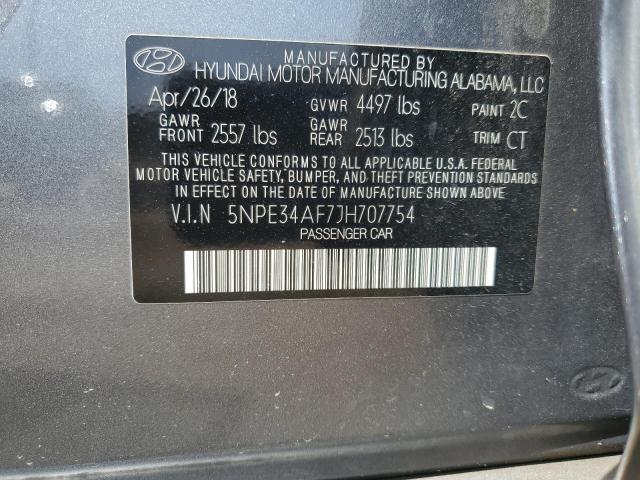 MANUFACTURED BY
HYUNDAI MOTOR MANUFACTURING ALABAMA, LLC
Apr/26/18 GVWR 4497 lbs PAINT 2C
GAWR FRONT 2557 lbs GAWR REAR 2513 lbs TRIM CT
THIS VEHICLE CONFORMS TO ALL APPLICABLE U.S.A. FEDERAL
MOTOR VEHICLE SAFETY, BUMPER, AND THEFT PREVENTION STANDARDS
IN EFFECT ON THE DATE OF MANUFACTURE SHOWN ABOVE.
V.I.N 5NPE34AF7JH707754
PASSENGER CAR